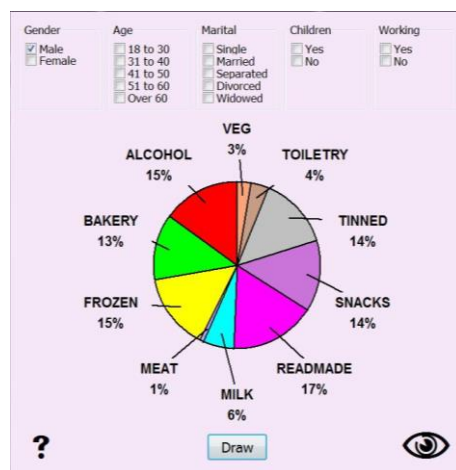 Gender Age Marital Children Working
Male 18 to 30 Single Yes Yes
Female 31 to 40 Married No No
41 to 50 Separated
51 to 60 Divorced
Over 60 Widowed
VEG
3%
ALCOHOL TOILETRY
15% 4%
BAKERY TINNED
13% 14%
FROZEN SNACKS
15% 14%
MEAT READMADE
1% 17%
MILK
6%
? Draw